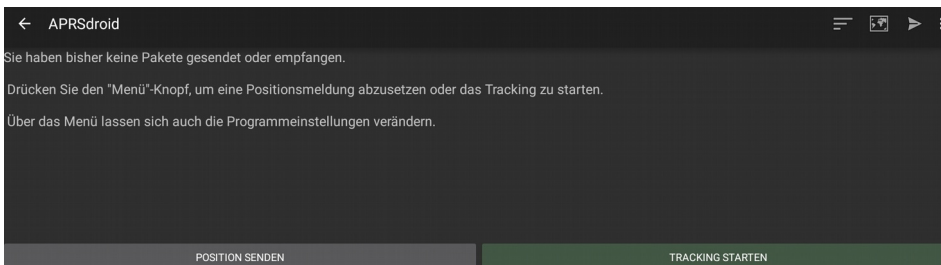 APRSdroid
Sie haben bisher keine Pakete gesendet oder empfangen.
Drücken Sie den "Menü"-Knopf, um eine Positionsmeldung abzusetzen oder das Tracking zu starten.
Über das Menü lassen sich auch die Programmeinstellungen verändern.
POSITION SENDEN
TRACKING STARTEN